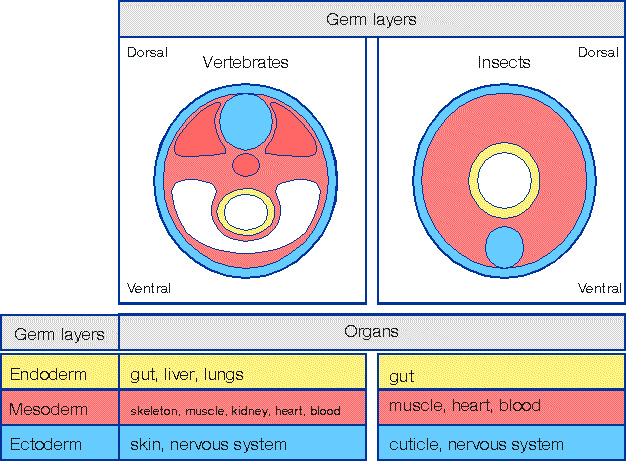 Germ layers
Dorsal
Vertebrates
Ventral
Dorsal
Insects
Ventral
Germ layers
Organs
Endoderm
gut, liver, lungs
gut
Mesoderm
skeleton, muscle, kidney, heart, blood
muscle, heart, blood
Ectoderm
skin, nervous system
cuticle, nervous system